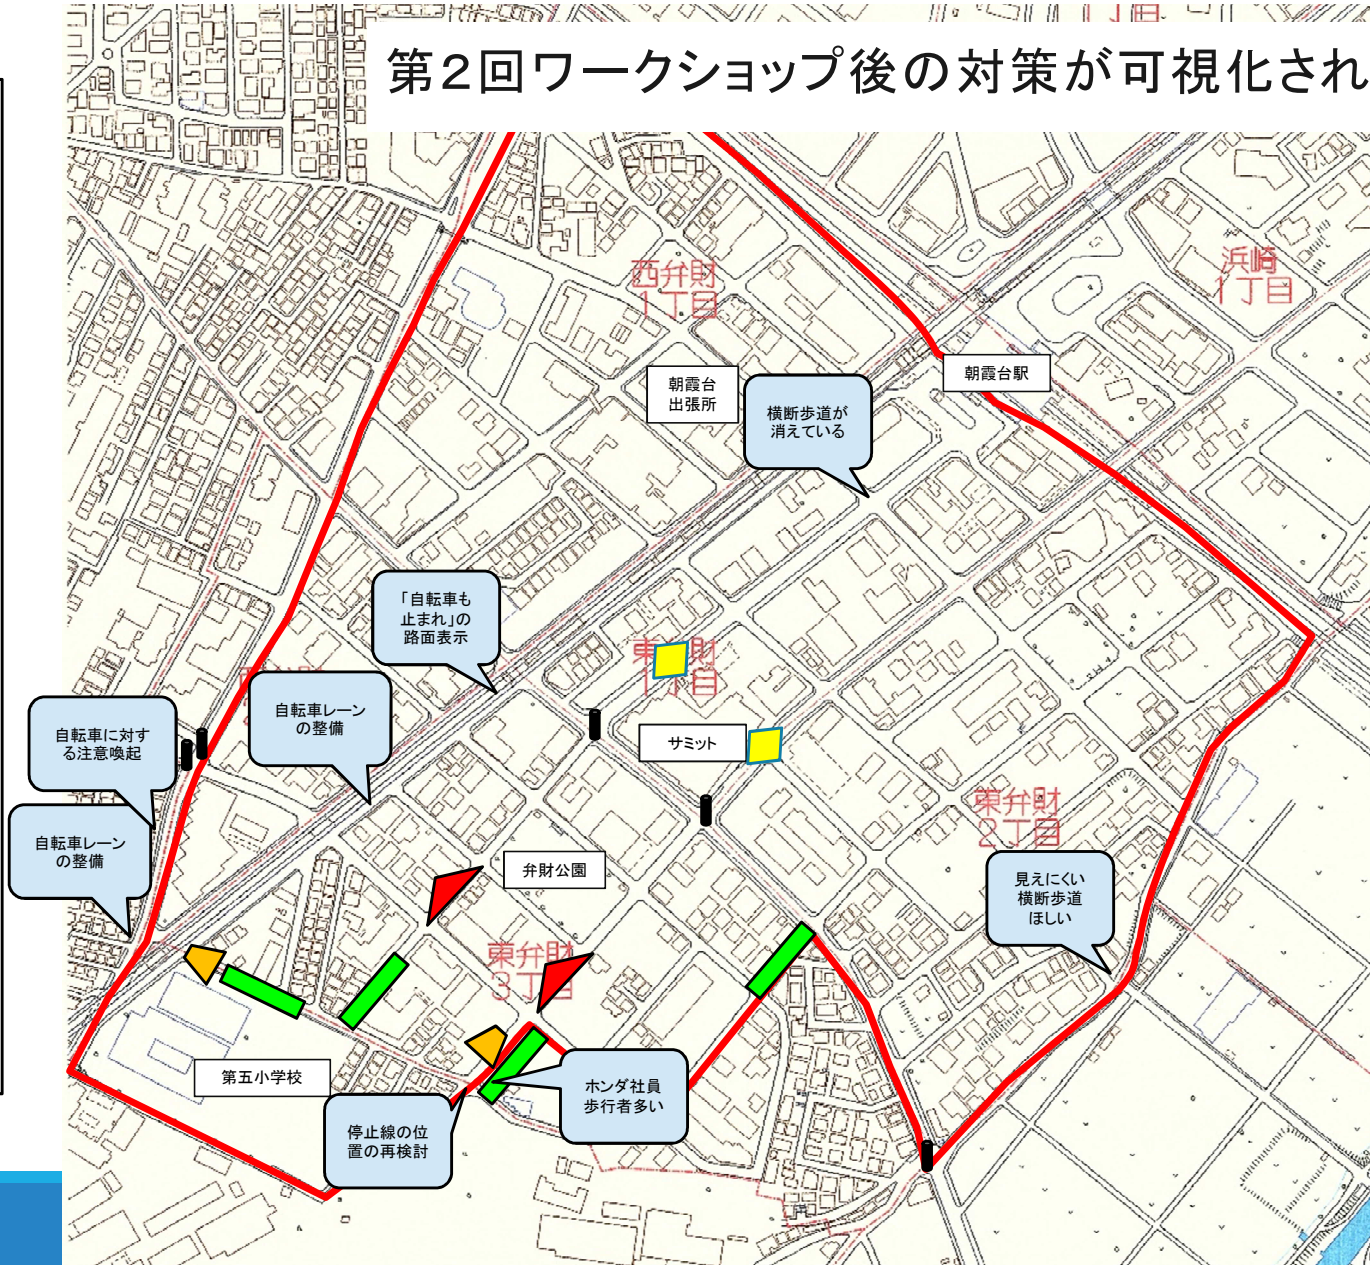 第2回ワークショップ後の対策が可視化され
西弁財
1丁目
浜崎
1丁目
朝霞台
出張所
朝霞台駅
横断歩道が
消えている
「自転車も
止まれ」の
路面表示
東弁財
1丁目
自転車レーン
の整備
自転車に対す
る注意喚起
サミット
自転車レーン
の整備
東弁財
2丁目
弁財公園
見えにくい
横断歩道
ほしい
東弁財
3丁目
第五小学校
ホンダ社員
歩行者多い
停止線の位
置の再検討